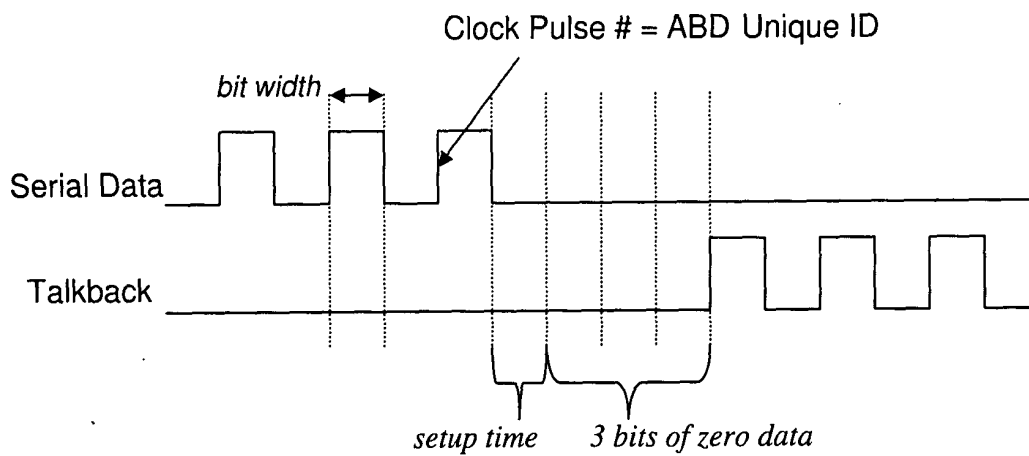 Clock Pulse # = ABD Unique ID
bit width
Serial Data
Talkback
setup time
3 bits of zero data